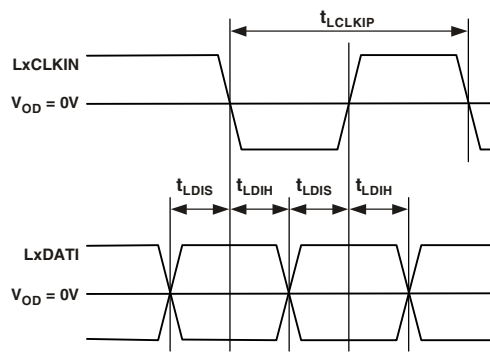 tLCLKIP
LxCLKIN
VOD = 0V
tLDIS tLDIH tLDIS tLDIH
LxDATI
VOD = 0V